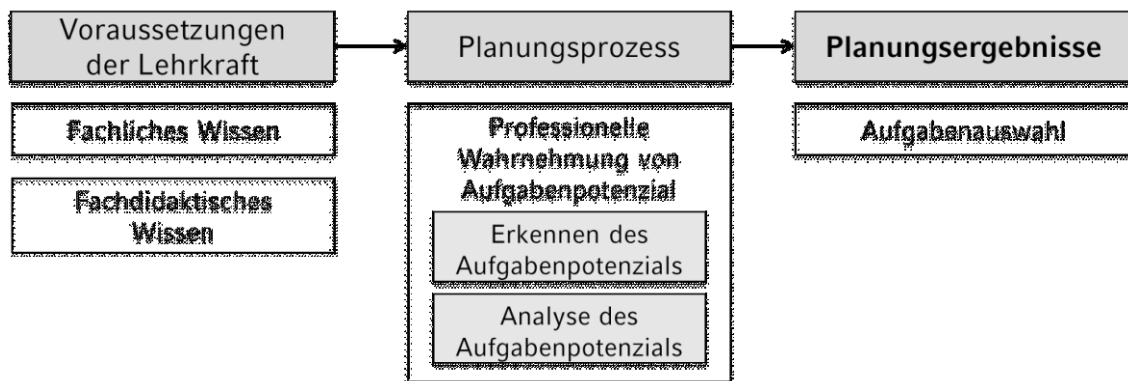 Voraussetzungen
der Lehrkraft
Fachliches Wissen
Fachdidaktisches
Wissen
Planungsprozess
Professionelle
Wahrnehmung von
Aufgabenpotenzial
Erkennen des
Aufgabenpotenzials
Analyse des
Aufgabenpotenzials
Planungsergebnisse
Aufgabenauswahl